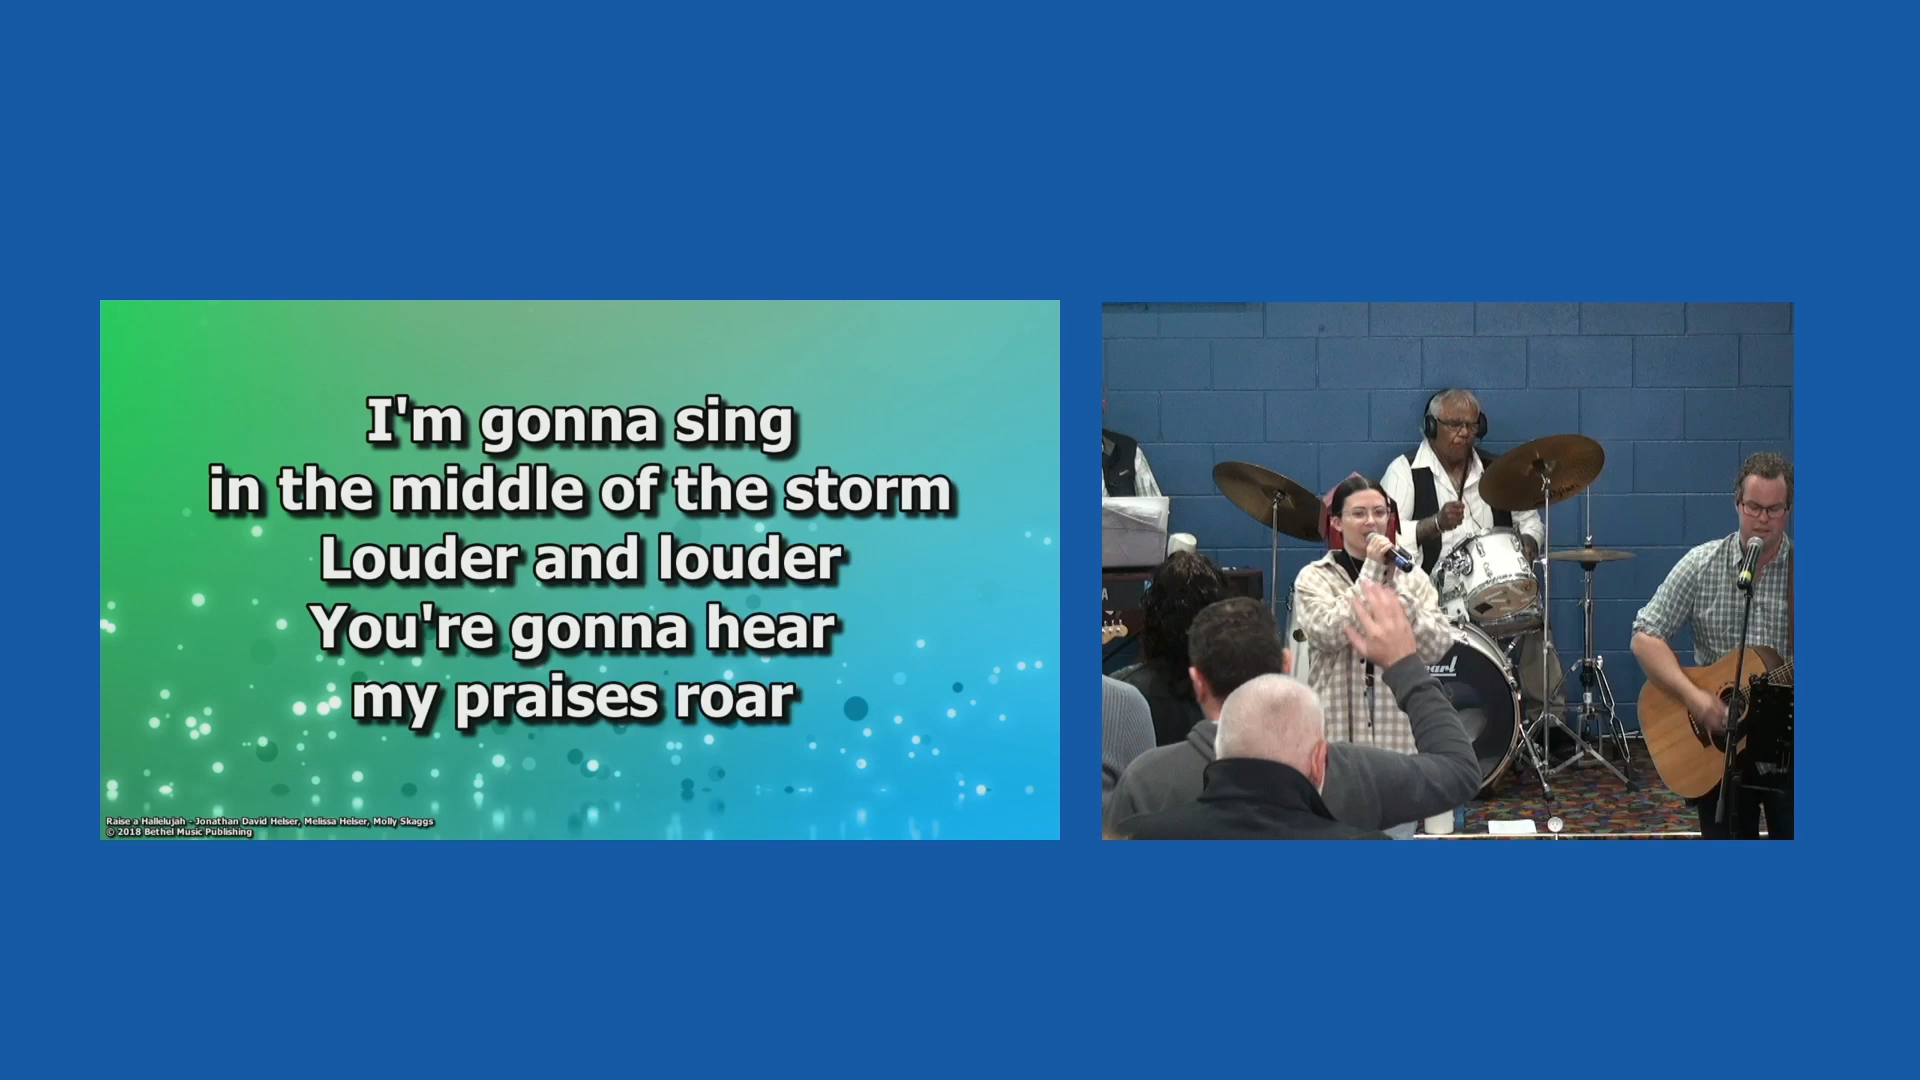 I'm gonna sing
in the middle of the storm
Louder and louder
You're gonna hear
my praises roar
Raise a Hallelujah - Jonathan David Helser, Melissa Helser, Molly Skaggs
© 2018 Bethel Music Publishing